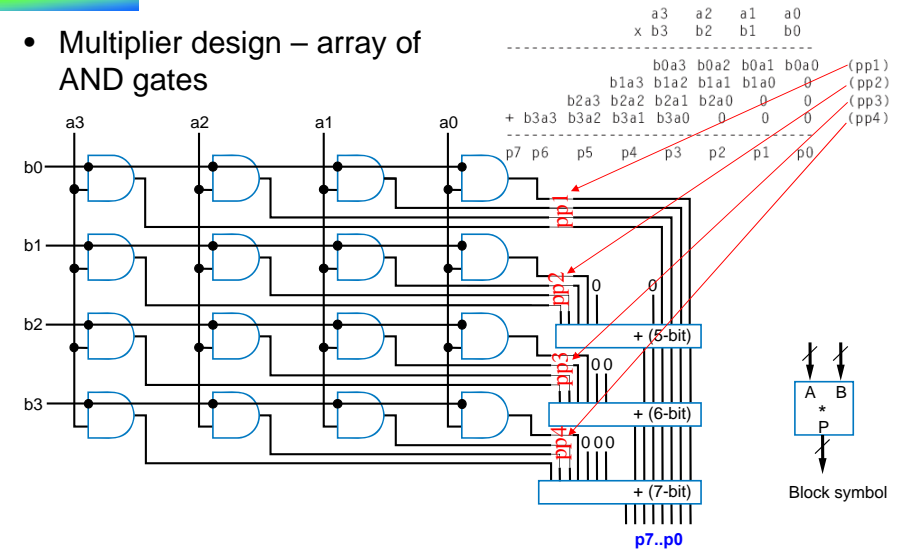 • Multiplier design – array of
AND gates
a3 a2 a1 a0
x b3 b2 b1 b0
b0a3 b0a2 b0a1 b0a0 (pp1)
b1a3 b1a2 b1a1 b1a0 0 (pp2)
b2a3 b2a2 b2a1 b2a0 0 0 (pp3)
+ b3a3 b3a2 b3a1 b3a0 0 0 0 (pp4)
p7 p6 p5 p4 p3 p2 p1 p0
a3 a2 a1 a0
b0
pp1
b1
pp2
0 0
b2
+ (5-bit)
pp3
0 0
b3
+ (6-bit)
pp4
0 0 0
+ (7-bit)
p7..p0
A B
*
P
Block symbol